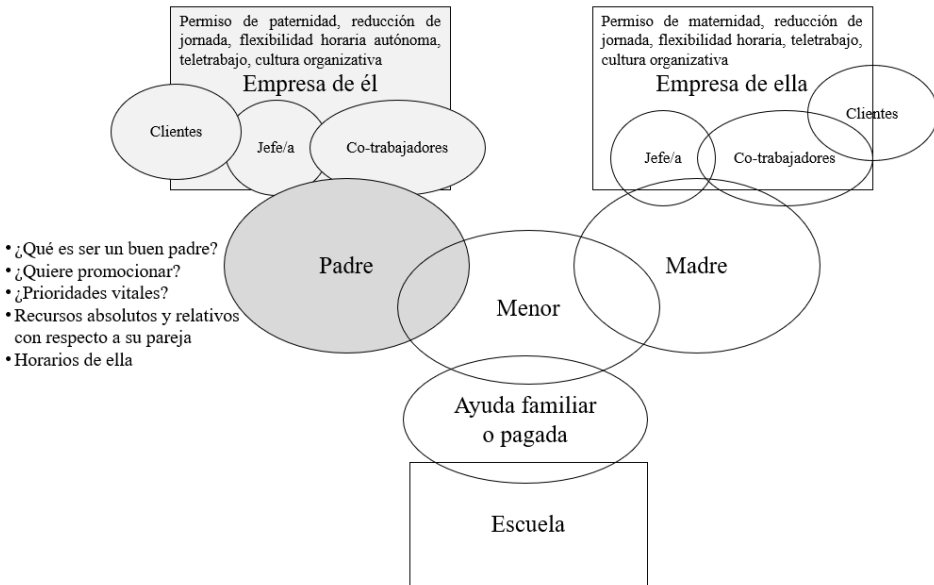 Permiso de paternidad, reducción de
jornada, flexibilidad horaria autónoma,
teletrabajo, cultura organizativa
Empresa de él
Clientes
Jefe/a
Co-trabajadores
Permiso de maternidad, reducción de
jornada, flexibilidad horaria, teletrabajo,
cultura organizativa
Empresa de ella
Clientes
Jefe/a
Co-trabajadores
• ¿Qué es ser un buen padre?
• ¿Quiere promocionar?
• ¿Prioridades vitales?
• Recursos absolutos y relativos
con respecto a su pareja
• Horarios de ella
Padre
Menor
Madre
Ayuda familiar
o pagada
Escuela